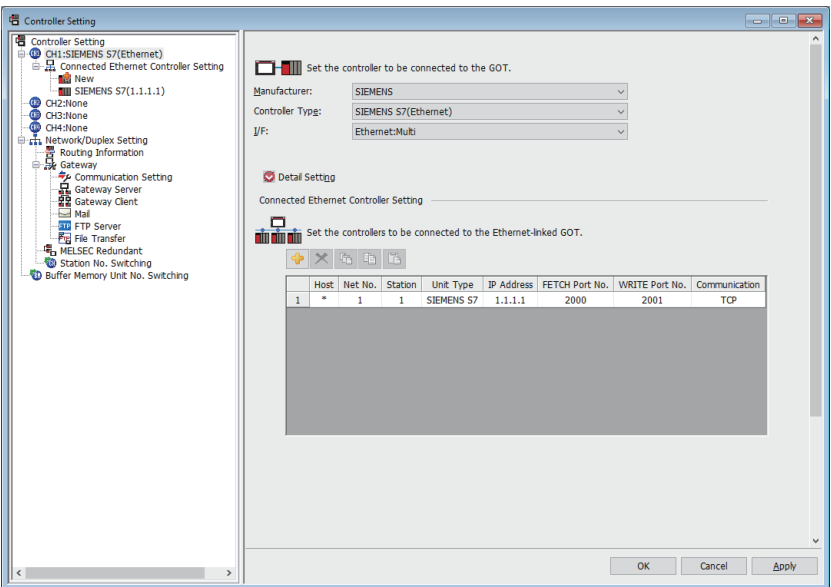 Controller Setting
Controller Setting
CH1:SIEMENS S7(Ethernet)
Connected Ethernet Controller Setting
New
SIEMENS S7(1.1.1.1)
CH2:None
CH3:None
CH4:None
Network/Duplex Setting
Routing Information
Gateway
Communication Setting
Gateway Server
Gateway Client
Mail
FTP Server
File Transfer
MELSEC Redundant
Station No. Switching
Buffer Memory Unit No. Switching
Set the controller to be connected to the GOT.
Manufacturer: SIEMENS
Controller Type: SIEMENS S7(Ethernet)
I/F: Ethernet:Multi
Detail Setting
Connected Ethernet Controller Setting
Set the controllers to be connected to the Ethernet-linked GOT.
Host Net No. Station Unit Type IP Address FETCH Port No. WRITE Port No. Communication
1 * 1 1 SIEMENS S7 1.1.1.1 2000 2001 TCP
OK Cancel Apply